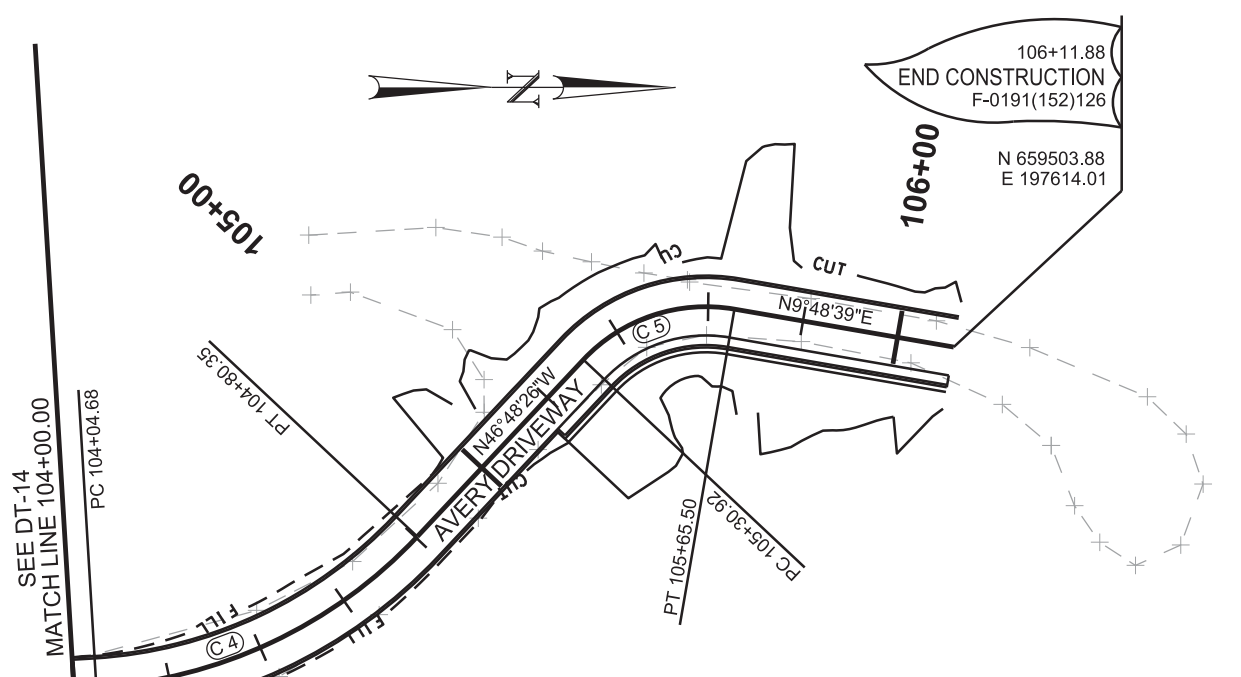 106+11.88
END CONSTRUCTION
F-0191(152)126
N 659503.88
E 197614.01
N
105+00
106+00
CU
CUT
N9°48'39"E
C 5
PT 104+80.35
N46°48'26"W
AVERY DRIVEWAY
CUT
SEE DT-14
MATCH LINE 104+00.00
PC 104+04.68
PT 105+65.50
PC 105+30.92
FILL
FILL
C 4